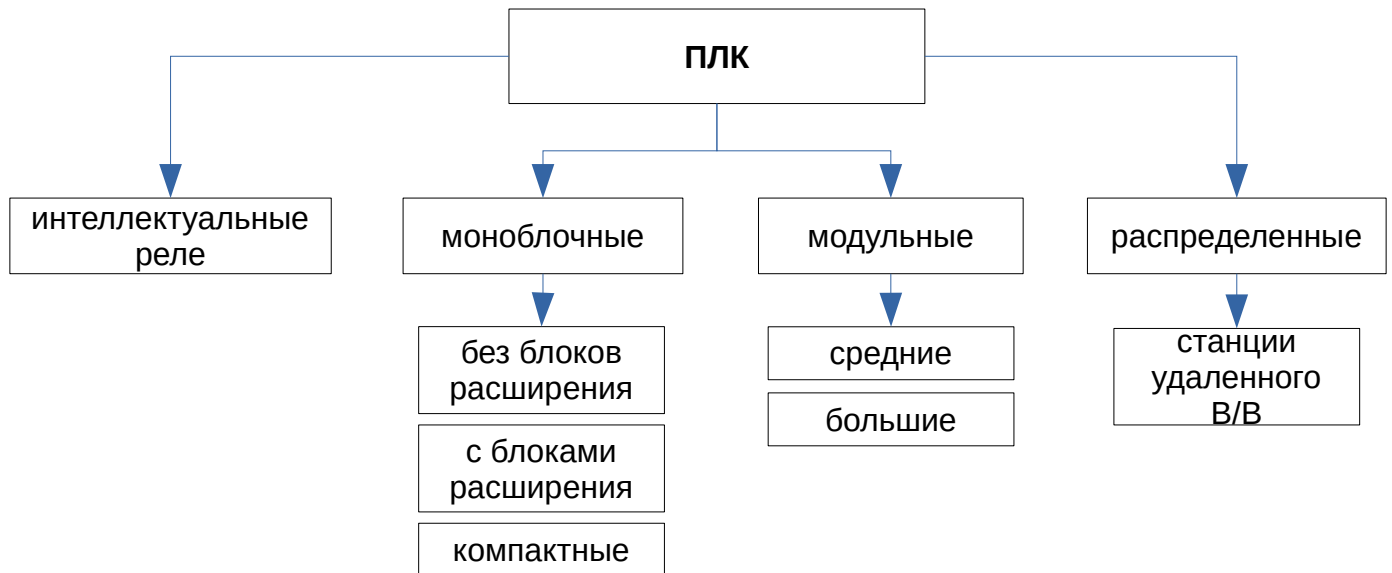 ПЛК
интеллектуальные
реле
моноблочные
модульные
распределенные
без блоков
расширения
с блоками
расширения
компактные
средние
большие
станции
удаленного
В/В